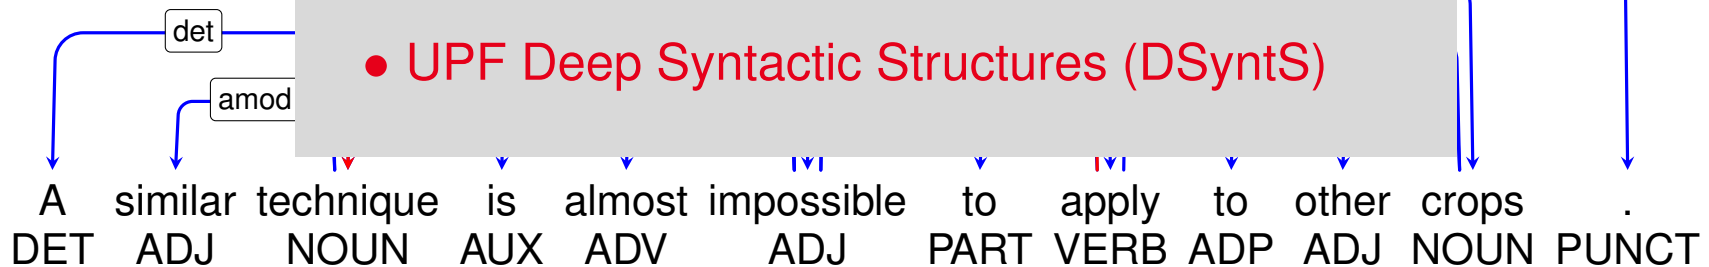 det
• UPF Deep Syntactic Structures (DSyntS)
amod
A similar technique is almost impossible to apply to other crops .
DET ADJ NOUN AUX ADV ADJ PART VERB ADP ADJ NOUN PUNCT